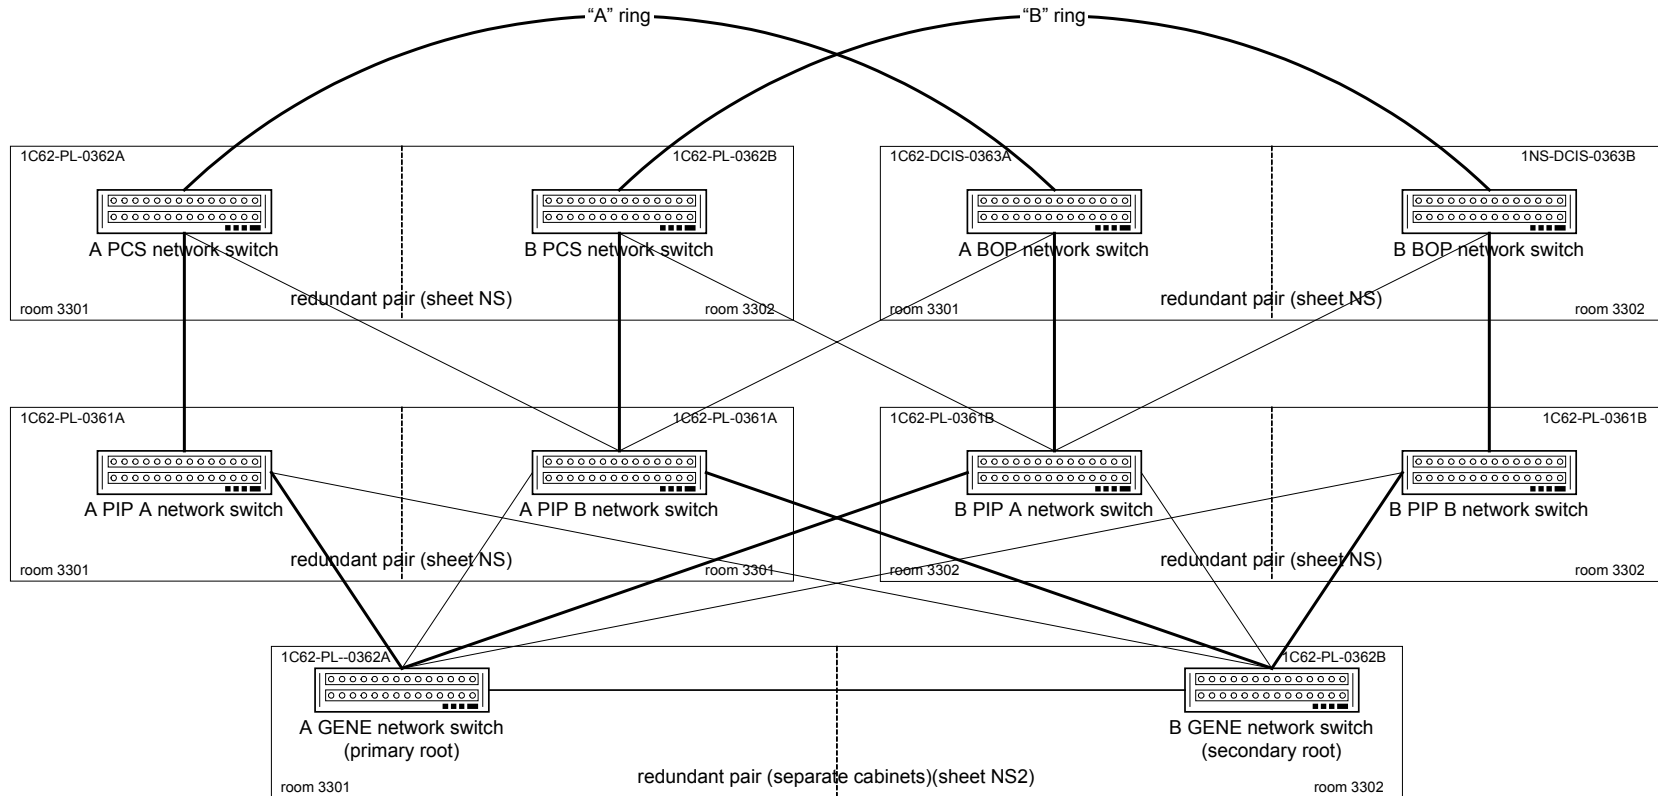 “A” ring
“B” ring
1C62-PL-0362A
1C62-PL-0362B
1C62-DCIS-0363A
1NS-DCIS-0363B
A PCS network switch
B PCS network switch
A BOP network switch
B BOP network switch
redundant pair (sheet NS)
redundant pair (sheet NS)
room 3301
room 3302
room 3301
room 3302
1C62-PL-0361A
1C62-PL-0361A
1C62-PL-0361B
1C62-PL-0361B
A PIP A network switch
A PIP B network switch
B PIP A network switch
B PIP B network switch
redundant pair (sheet NS)
redundant pair (sheet NS)
room 3301
room 3301
room 3302
room 3302
1C62-PL--0362A
1C62-PL-0362B
A GENE network switch
(primary root)
B GENE network switch
(secondary root)
redundant pair (separate cabinets)(sheet NS2)
room 3301
room 3302